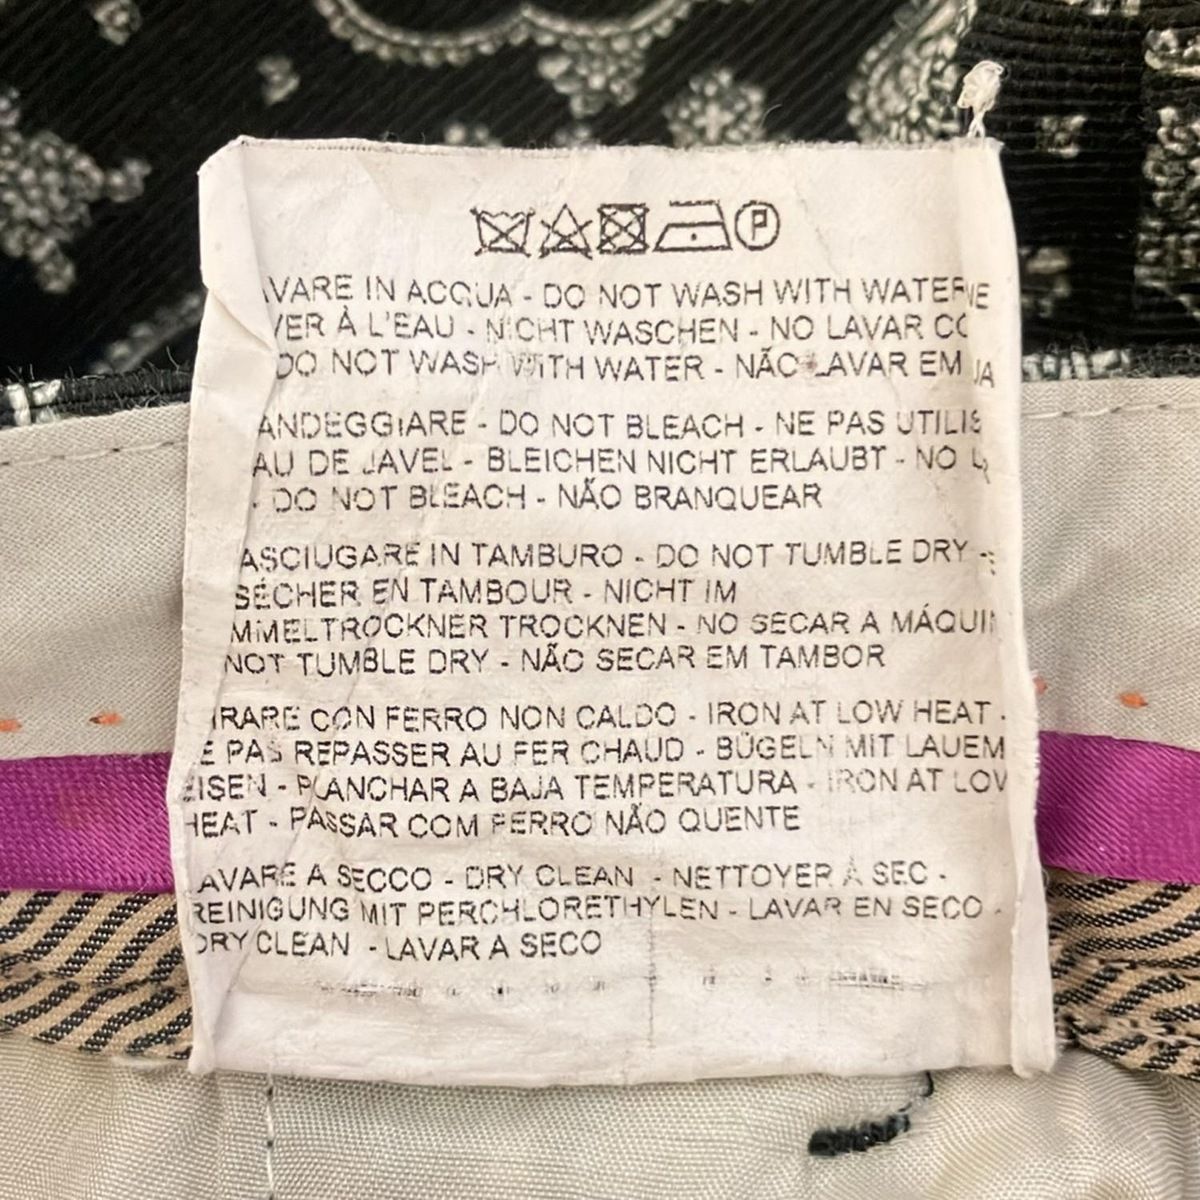 P
VARE IN ACQUA - DO NOT WASH WITH WATER NE
VER À L'EAU - NICHT WASCHEN - NO LAVAR CO
DO NOT WASH WITH WATER - NÃO LAVAR EM UA
ANDEGGIARE - DO NOT BLEACH - NE PAS UTILIS
AU DE JAVEL - BLEICHEN NICHT ERLAUBT - NO
- DO NOT BLEACH - NÃO BRANQUEAR
ASCIUGARE IN TAMBURO - DO NOT TUMBLE DRY -
SÉCHER EN TAMBOUR - NICHT IM
MMELTROCKNER TROCKNEN - NO SECAR A MÁQUI
NOT TUMBLE DRY - NÃO SECAR EM TAMBOR
IRARE CON FERRO NON CALDO - IRON AT LOW HEAT -
E PAS REPASSER AU FER CHAUD - BÜGELN MIT LAUEM
EISEN - PLANCHAR A BAJA TEMPERATURA - IRON AT LOW
HEAT - PASSAR COM FERRO NÃO QUENTE
AVARE A SECCO - DRY CLEAN - NETTOYER À SEC -
REINIGUNG MIT PERCHLORETHYLEN - LAVAR EN SECO -
DRY CLEAN - LAVAR A SECO